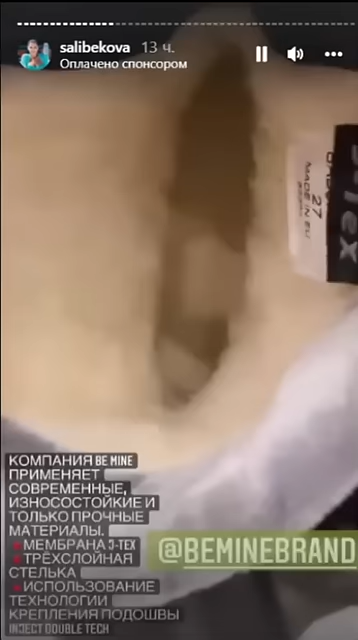 salibekova 13 ч.
Оплачено спонсором
27
MADE IN EU
КОМПАНИЯ BE MINE
ПРИМЕНЯЕТ
СОВРЕМЕННЫЕ,
ИЗНОСОСТОЙКИЕ И
ТОЛЬКО ПРОЧНЫЕ
МАТЕРИАЛЫ.
МЕМБРАНА J-TEX
ТРЁХСЛОЙНАЯ
СТЕЛЬКА
ИСПОЛЬЗОВАНИЕ
ТЕХНОЛОГИИ
КРЕПЛЕНИЯ ПОДОШВЫ
INJECT DOUBLE TECH
@BEMINEBRAND